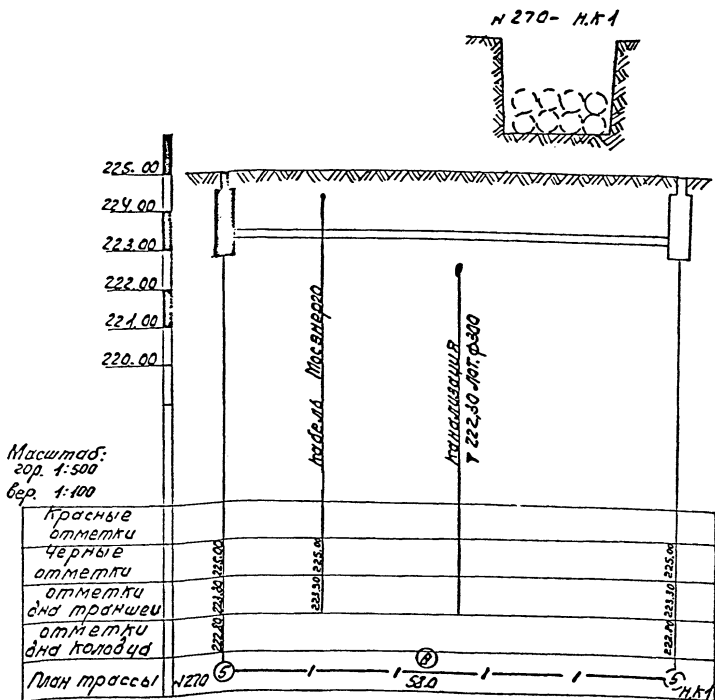 N 270 - Н.К1
225.00
224.00
223.00
222.00
221.00
220.00
кабель Мосэнерго
канализация
т 222,30 лот. ф300
Масштаб:
гор. 1:500
вер. 1:100
Красные
отметки
Черные
отметки
225.00
225.00
225.00
отметки
дна траншеи
223.30
223.30
223.30
отметки
дна колодца
222.80
222.80
План трассы
N270
5
8
58.0
5
Н.К1